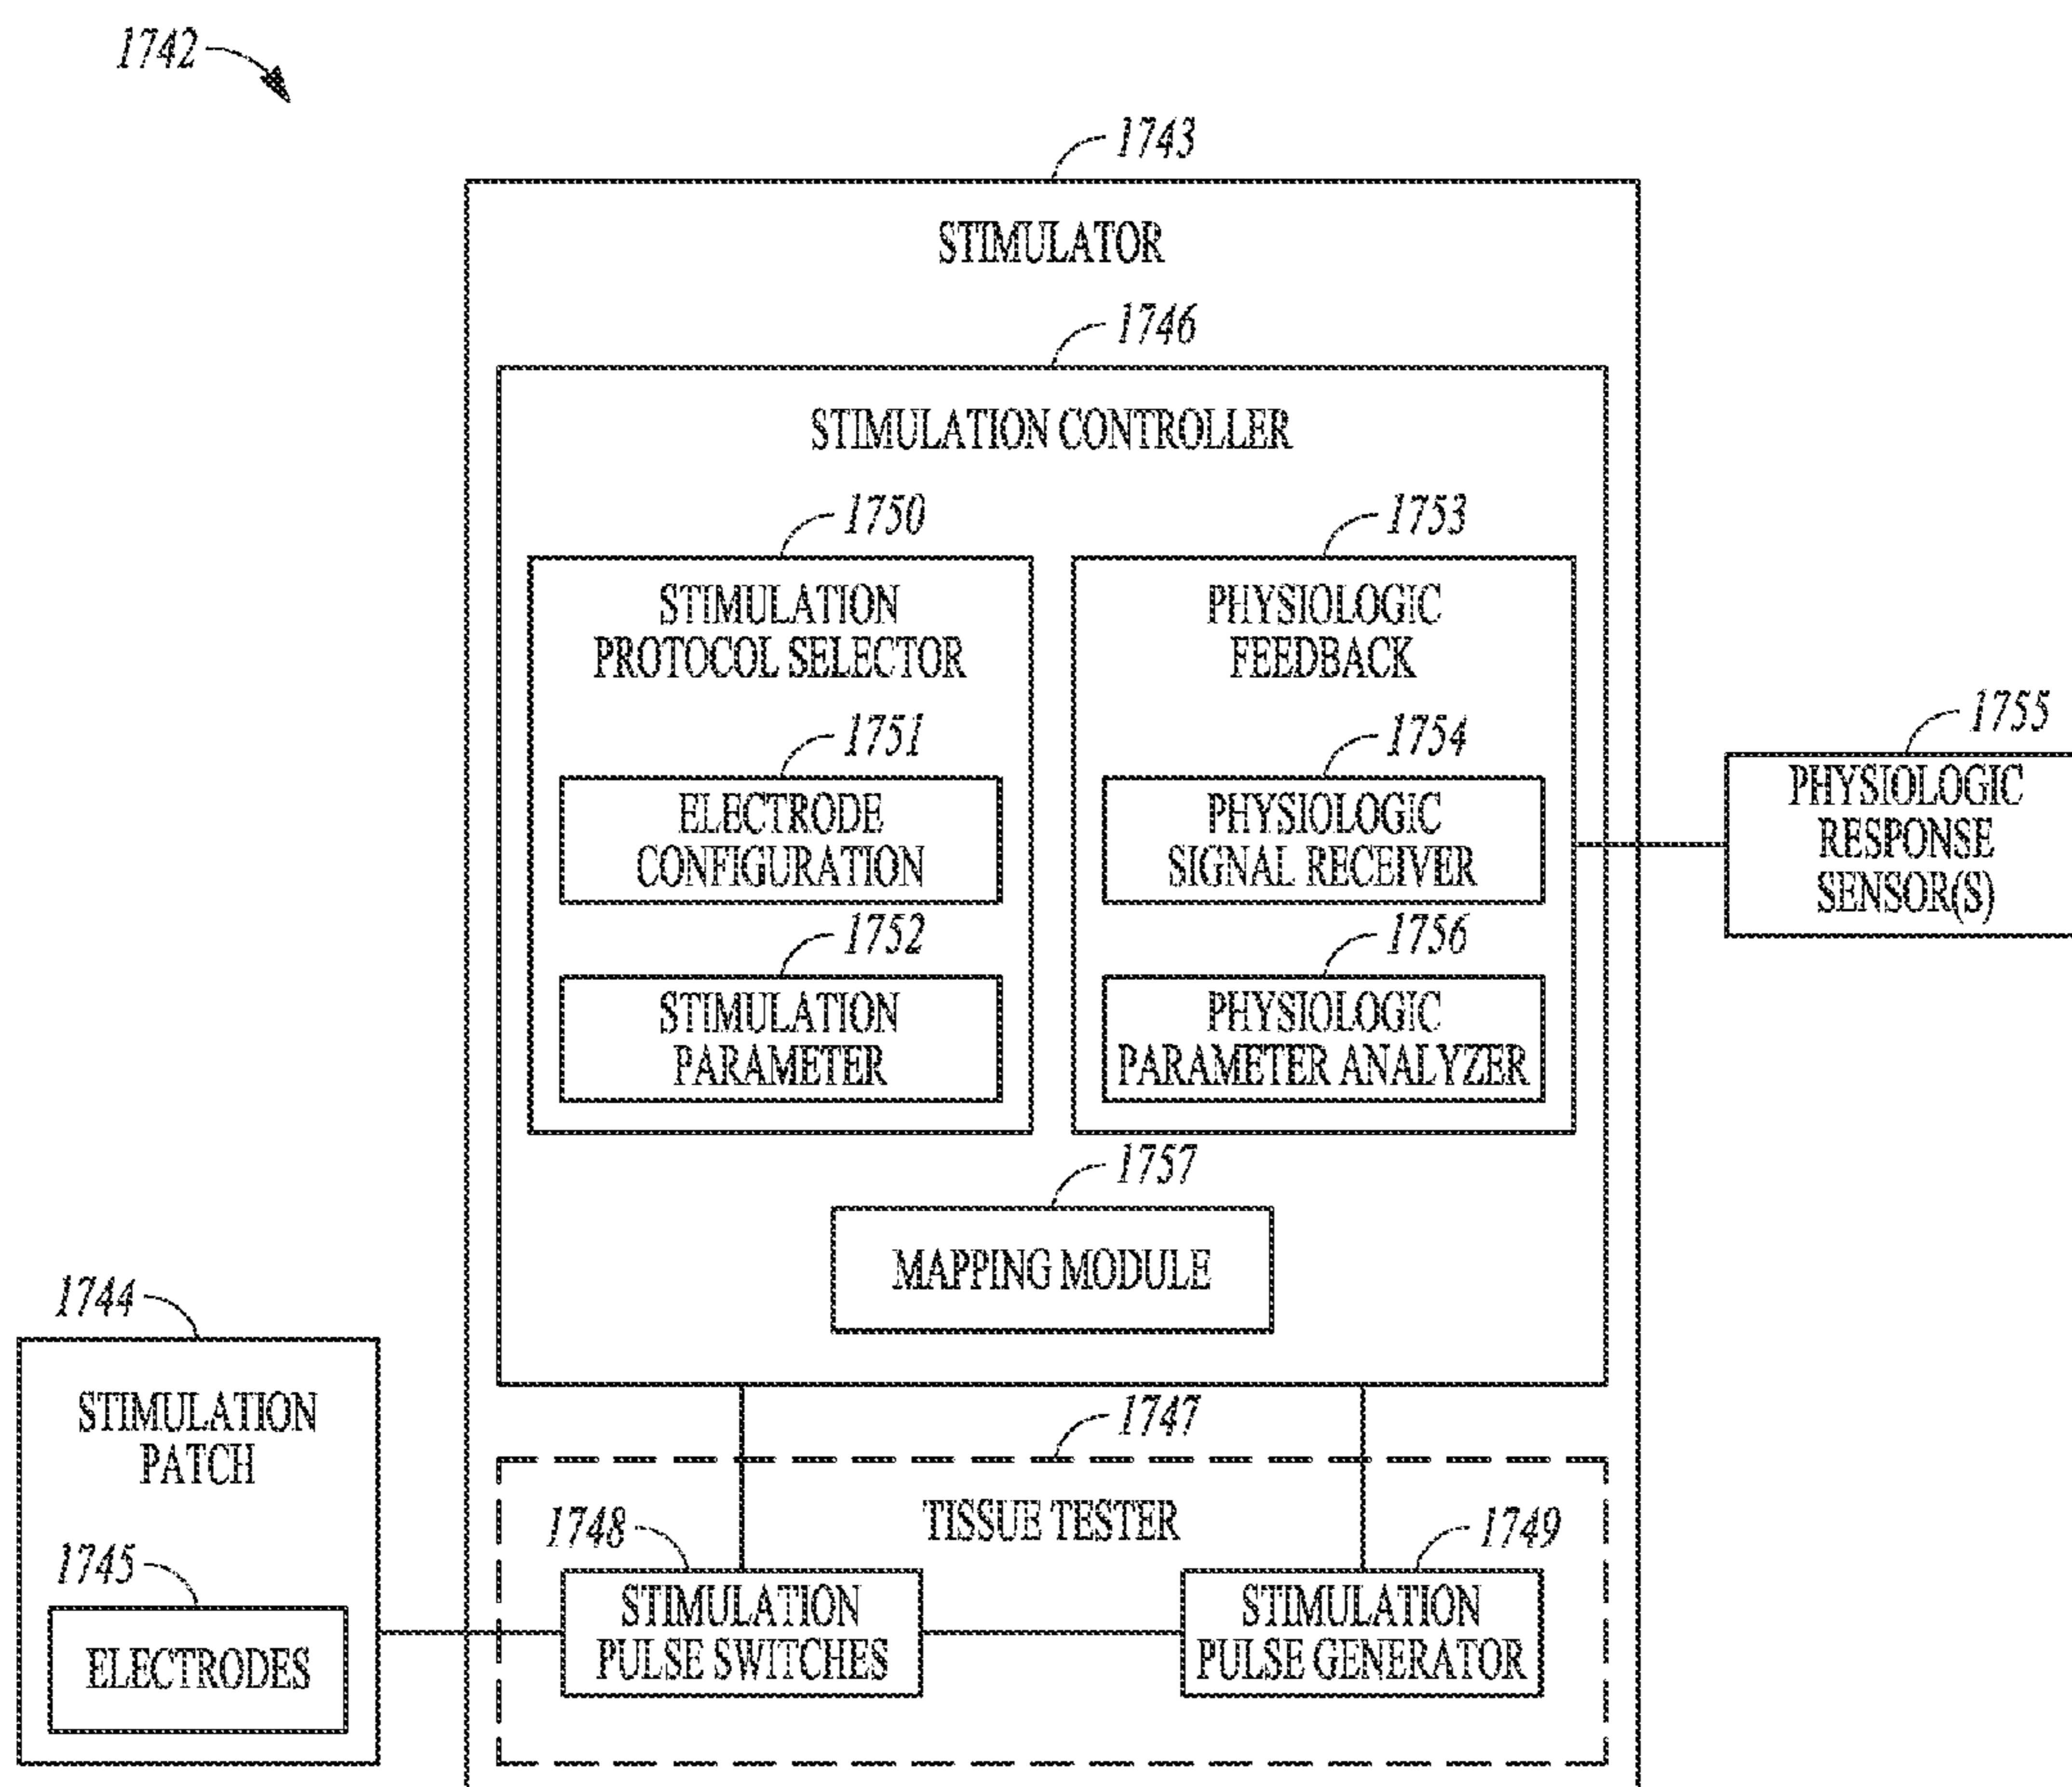 1742
1743
STIMULATOR
1746
STIMULATION CONTROLLER
1750
STIMULATION
PROTOCOL SELECTOR
1751
ELECTRODE
CONFIGURATION
1752
STIMULATION
PARAMETER
1753
PHYSIOLOGIC
FEEDBACK
1754
PHYSIOLOGIC
SIGNAL RECEIVER
1756
PHYSIOLOGIC
PARAMETER ANALYZER
1755
PHYSIOLOGIC
RESPONSE
SENSOR(S)
1757
MAPPING MODULE
1744
STIMULATION
PATCH
1745
ELECTRODES
1747
TISSUE TESTER
1748
STIMULATION
PULSE SWITCHES
1749
STIMULATION
PULSE GENERATOR